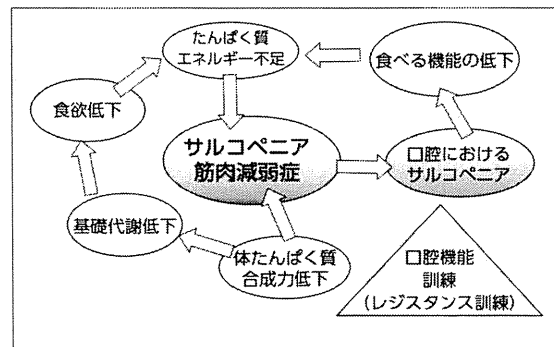 たんぱく質
エネルギー不足
食べる機能の低下
食欲低下
サルコペニア
筋肉減弱症
口腔における
サルコペニア
基礎代謝低下
体たんぱく質
合成力低下
口腔機能
訓練
(レジスタンス訓練)